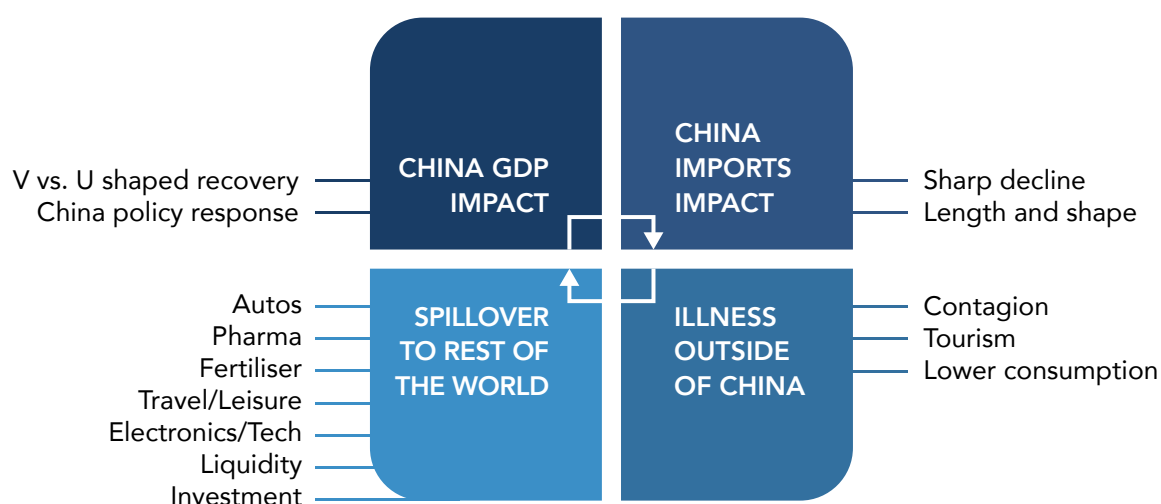 CHINA GDP
IMPACT
V vs. U shaped recovery
China policy response
CHINA
IMPORTS
IMPACT
Sharp decline
Length and shape
SPILLOVER
TO REST OF
THE WORLD
Autos
Pharma
Fertiliser
Travel/Leisure
Electronics/Tech
Liquidity
Investment
ILLNESS
OUTSIDE
OF CHINA
Contagion
Tourism
Lower consumption